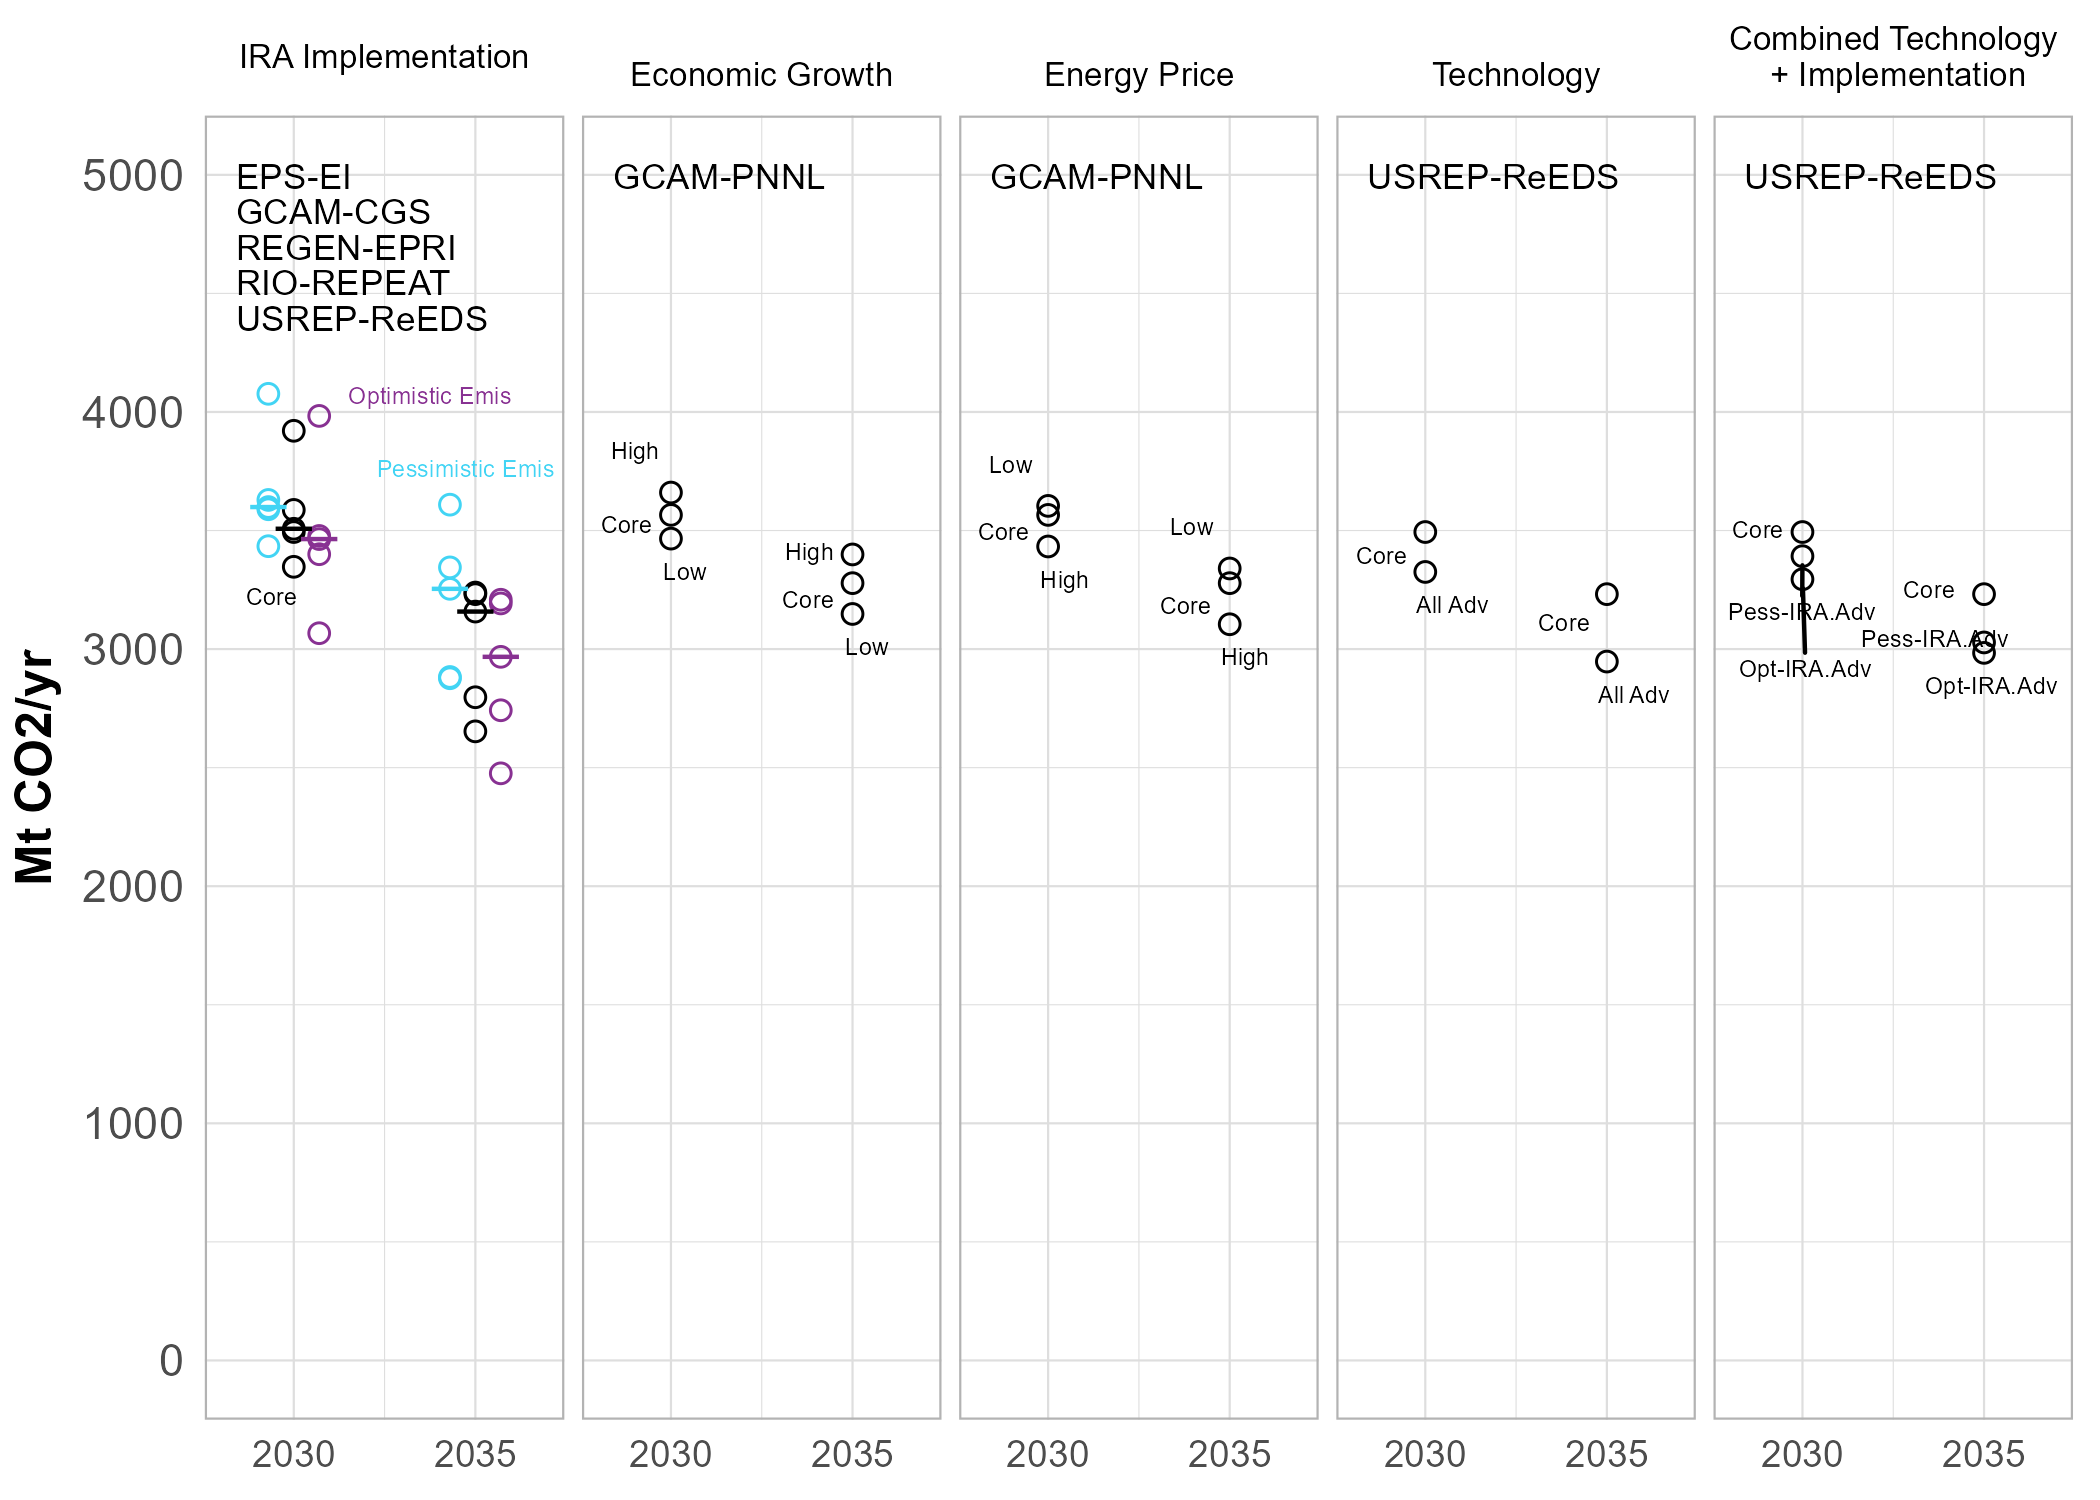 IRA Implementation
Economic Growth
Energy Price
Technology
Combined Technology
+ Implementation
Mt CO2/yr
5000
4000
3000
2000
1000
0
EPS-EI
GCAM-CGS
REGEN-EPRI
RIO-REPEAT
USREP-ReEDS
Optimistic Emis
Pessimistic Emis
Core
2030
2035
GCAM-PNNL
High
Core
Low
High
Core
Low
2030
2035
GCAM-PNNL
Low
Core
High
Low
Core
High
2030
2035
USREP-ReEDS
Core
All Adv
Core
All Adv
2030
2035
USREP-ReEDS
Core
Pess-IRA.Adv
Opt-IRA.Adv
Core
Pess-IRA.Adv
Opt-IRA.Adv
2030
2035